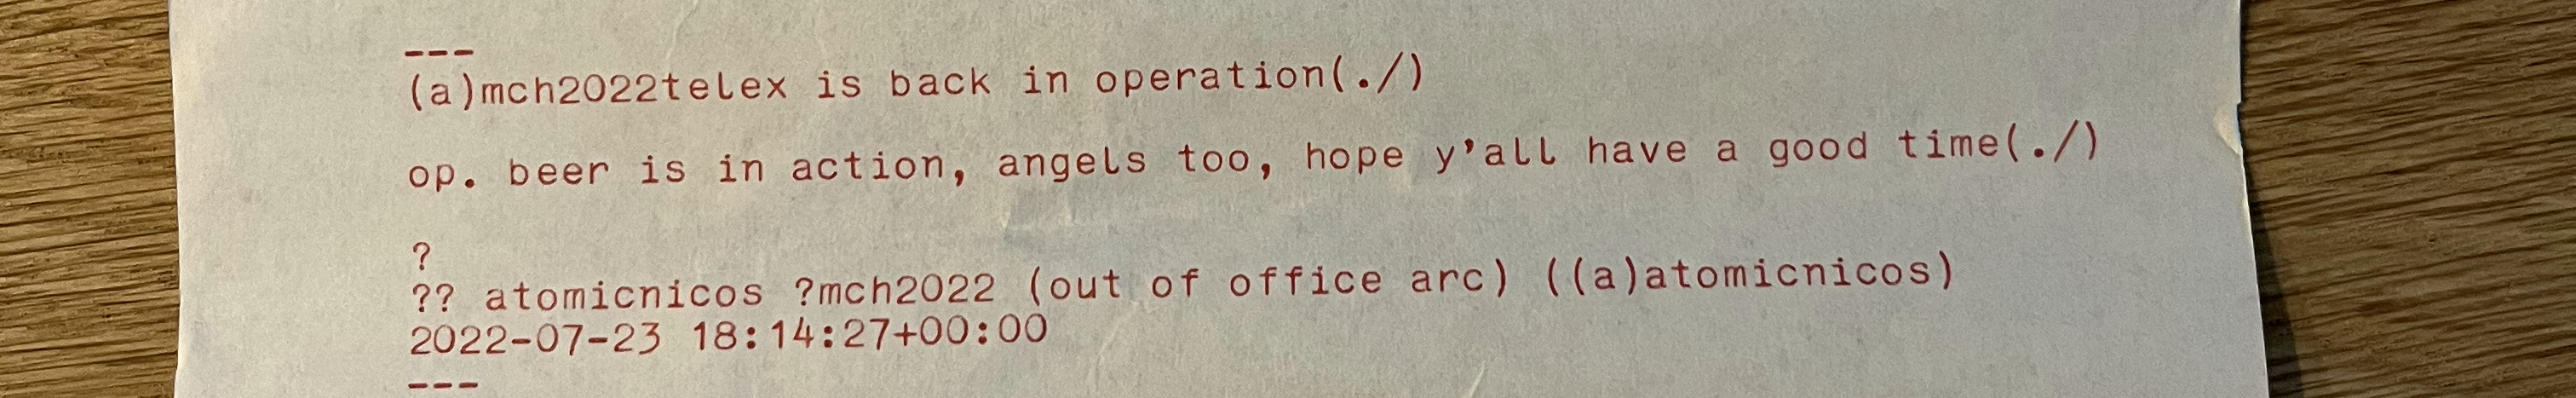 ---
(a)mch2022telex is back in operation(./)
op. beer is in action, angels too, hope y'all have a good time(./)
?
?? atomicnicos ?mch2022 (out of office arc) ((a)atomicnicos)
2022-07-23 18:14:27+00:00
---